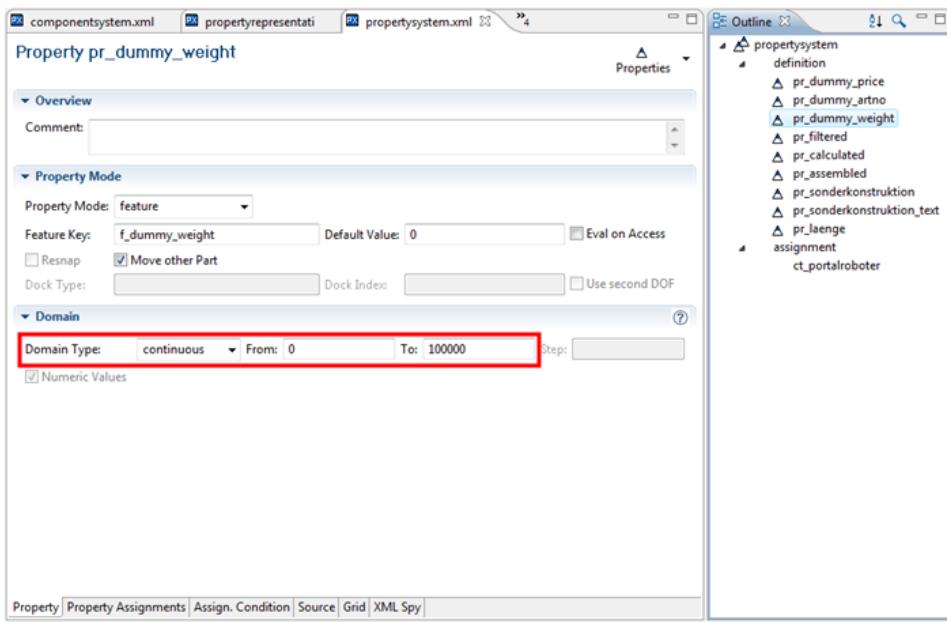 componentsystem.xml propertyrepresentati propertysystem.xml »4
Property pr_dummy_weight
Properties
Overview
Comment:
Property Mode
Property Mode: feature
Feature Key: f_dummy_weight Default Value: 0 Eval on Access
Resnap Move other Part
Dock Type: Dock Index: Use second DOF
Domain
Domain Type: continuous From: 0 To: 100000 Step:
Numeric Values
Property Property Assignments Assign. Condition Source Grid XML Spy
Outline
propertysystem
definition
pr_dummy_price
pr_dummy_artno
pr_dummy_weight
pr_filtered
pr_calculated
pr_assembled
pr_sonderkonstruktion
pr_sonderkonstruktion_text
pr_laenge
assignment
ct_portalroboter